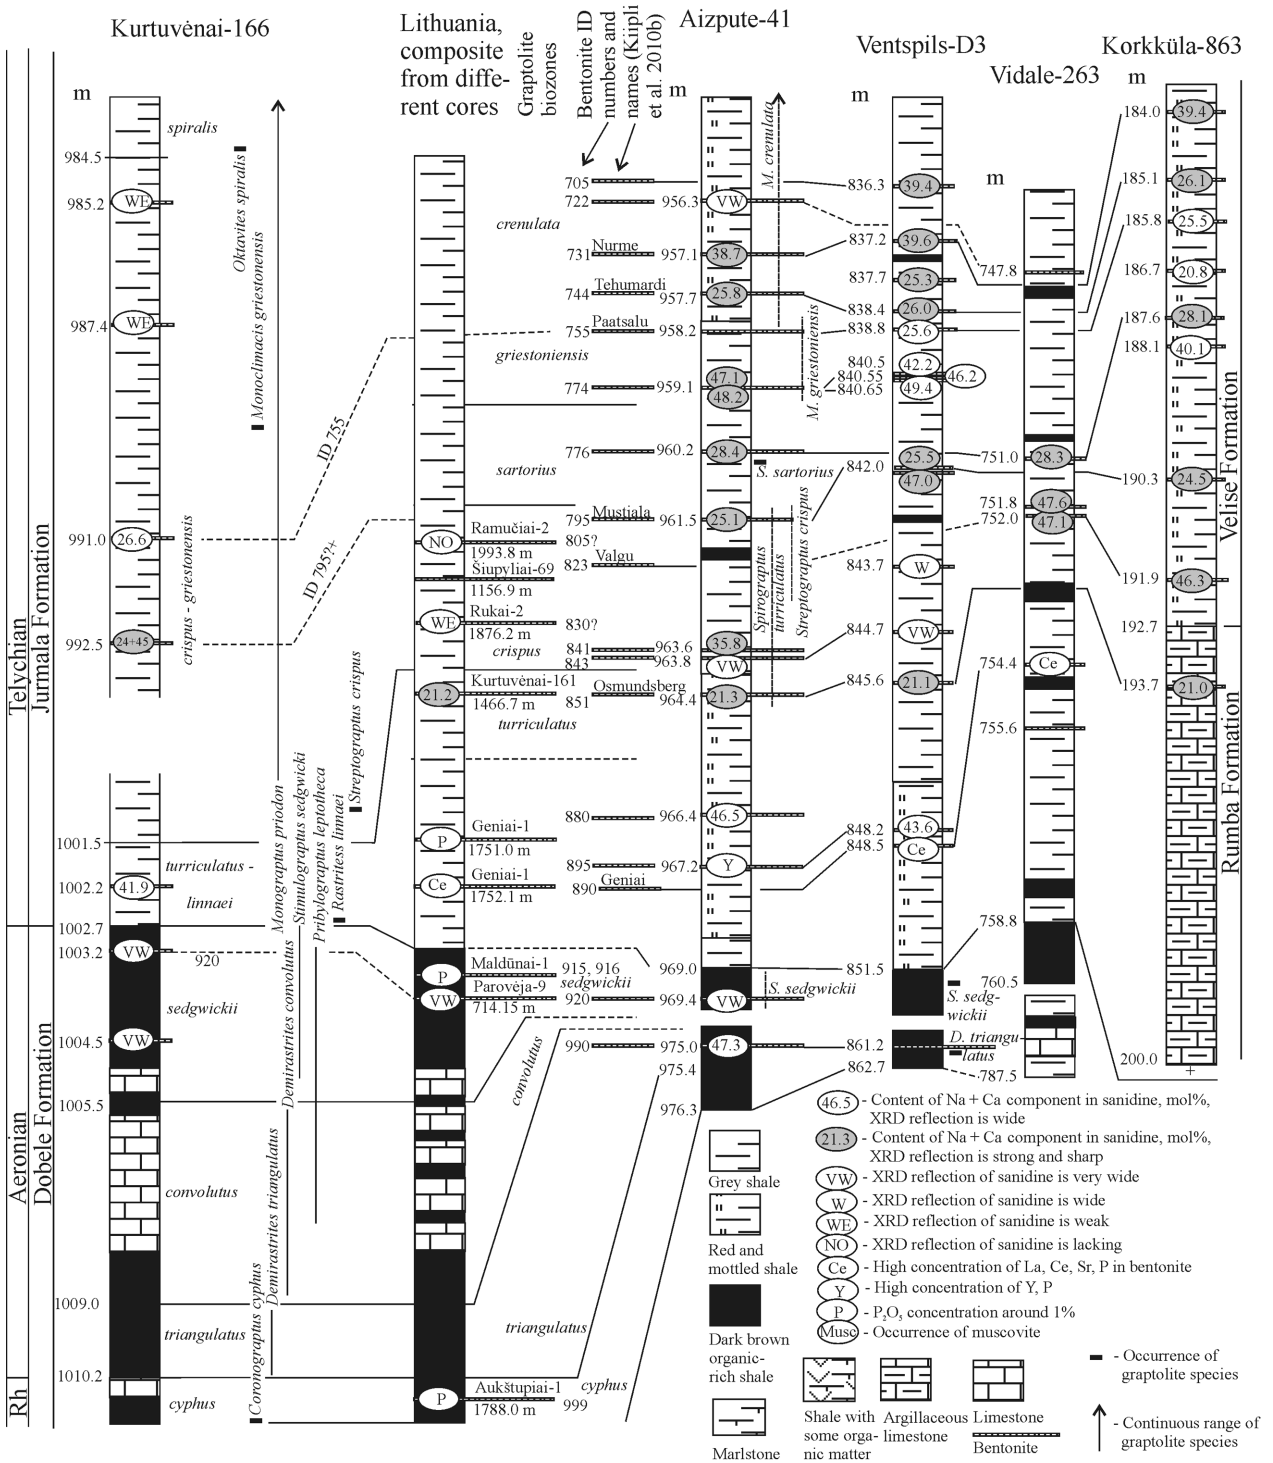 Kurtuvėnai-166
Lithuania,
composite
from diffe-
rent cores
Graptolite
biozones
Bentonite ID
numbers and
names (Kiipli
et al. 2010b)
Aizpute-41
Ventspils-D3
Vidale-263
Korkküla-863
m
m
m
m
m
Telychian
Jurmala Formation
Aeronian
Dobele Formation
Rh
984.5
985.2
987.4
991.0
992.5
1001.5
1002.2
1002.7
1003.2
1004.5
1005.5
1009.0
1010.2
WE
WE
26.6
24+45
41.9
VW
VW
spiralis
crispus - griestonensis
turriculatus -
linnaei
920
sedgwickii
convolutus
triangulatus
cyphus
Oktavites spiralis
Monoclimacis griestonensis
Streptograptus crispus
Monograptus priodon
Stimulograptus sedgwicki
Pribylograptus leptotheca
Rastritess linnaei
Demirastrites convolutus
Demirastrites triangulatus
Coronograptus cyphus
ID 755
ID 795?+
NO
WE
21.2
P
Ce
P
VW
P
Ramučiai-2
1993.8 m
Šiupyliai-69
1156.9 m
Rukai-2
1876.2 m
Kurtuvėnai-161
1466.7 m
Geniai-1
1751.0 m
Geniai-1
1752.1 m
Maldūnai-1
Parovėja-9
714.15 m
Aukštupiai-1
1788.0 m
crenulata
griestoniensis
sartorius
crispus
turriculatus
sedgwickii
convolutus
triangulatus
cyphus
705
722
731
Nurme
744
Tehumardi
755
Paatsalu
774
776
795
Mustiala
805?
823
Valgu
830?
841
843
851
Osmundsberg
880
895
890
Geniai
915, 916
920
990
999
956.3
957.1
957.7
958.2
959.1
960.2
961.5
963.6
963.8
964.4
966.4
967.2
969.0
969.4
975.0
975.4
976.3
VW
38.7
25.8
47.1
48.2
28.4
25.1
35.8
VW
21.3
46.5
Y
VW
47.3
M. crenulata
M. griestoniensis
S. sartorius
Spirograptus
turriculatus
Streptograptus crispus
S. sedgwickii
836.3
837.2
837.7
838.4
838.8
840.5
840.55
840.65
842.0
843.7
844.7
845.6
848.2
848.5
851.5
861.2
862.7
39.4
39.6
25.3
26.0
25.6
42.2
46.2
49.4
25.5
47.0
W
VW
21.1
43.6
Ce
S. sedg-
wickii
D. triangu-
latus
747.8
751.0
751.8
752.0
754.4
755.6
758.8
760.5
787.5
28.3
47.6
47.1
Ce
184.0
185.1
185.8
186.7
187.6
188.1
190.3
191.9
192.7
193.7
200.0
39.4
26.1
25.5
20.8
28.1
40.1
24.5
46.3
21.0
+
Velise Formation
Rumba Formation
46.5 - Content of Na + Ca component in sanidine, mol%,
XRD reflection is wide
21.3 - Content of Na + Ca component in sanidine, mol%,
XRD reflection is strong and sharp
VW - XRD reflection of sanidine is very wide
W - XRD reflection of sanidine is wide
WE - XRD reflection of sanidine is weak
NO - XRD reflection of sanidine is lacking
Ce - High concentration of La, Ce, Sr, P in bentonite
Y - High concentration of Y, P
P - P₂O₅ concentration around 1%
Musc - Occurrence of muscovite
Grey shale
Red and
mottled shale
Dark brown
organic-
rich shale
Marlstone
Shale with
some orga-
nic matter
Argillaceous
limestone
Limestone
Bentonite
- Occurrence of
graptolite species
- Continuous range of
graptolite species